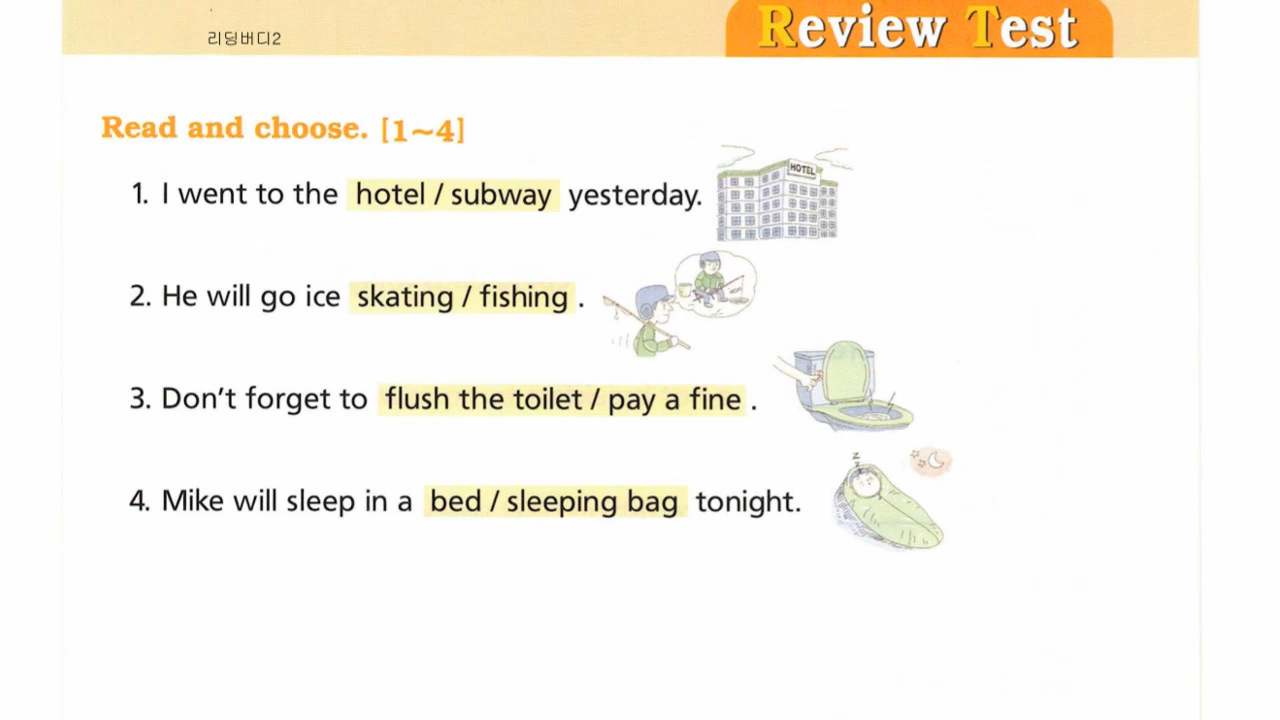 리딩버디2
Review Test
Read and choose. [1~4]
1. I went to the hotel / subway yesterday.
HOTEL
2. He will go ice skating / fishing .
3. Don't forget to flush the toilet / pay a fine .
4. Mike will sleep in a bed / sleeping bag tonight.
z